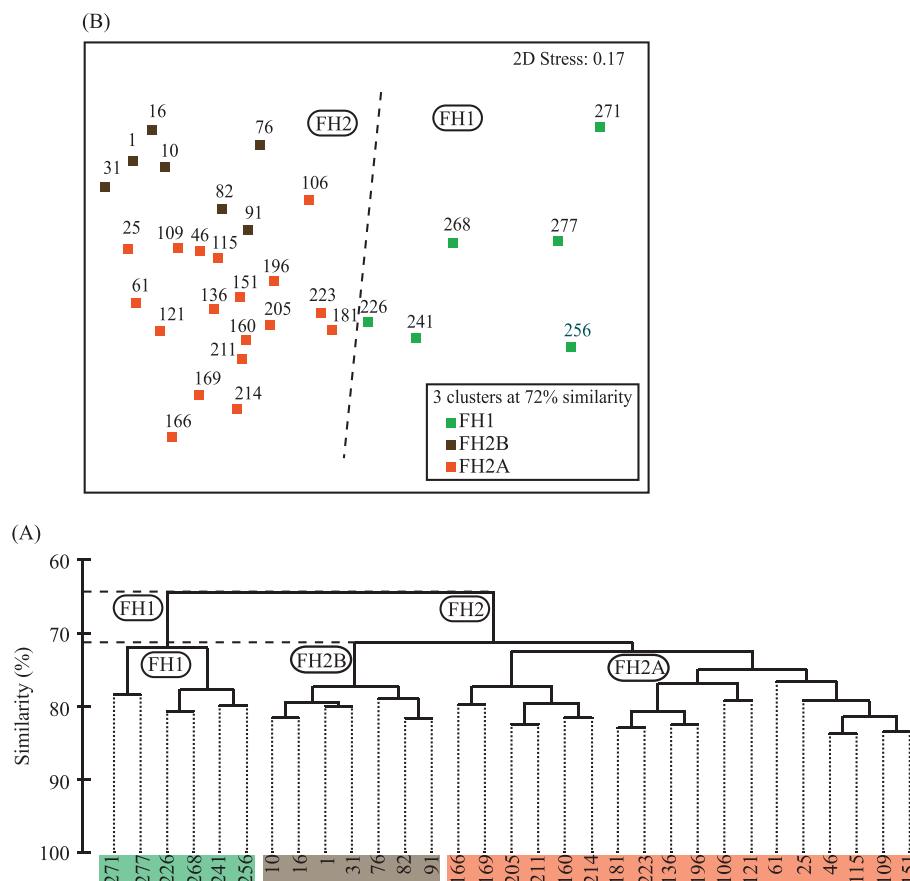 (B)
2D Stress: 0.17
16
76
FH2
FH1
271
1
10
31
106
82
91
268
277
25
109
46
115
196
61
136
151
205
223
181
226
121
160
241
256
211
169
214
166
3 clusters at 72% similarity
FH1
FH2B
FH2A
(A)
60
FH1
FH2
70
FH1
FH2B
FH2A
80
Similarity (%)
90
100
271 277 226 268 241 256 10 16 1 31 76 82 91 166 169 205 211 160 214 181 223 136 196 106 121 61 25 46 115 109 151